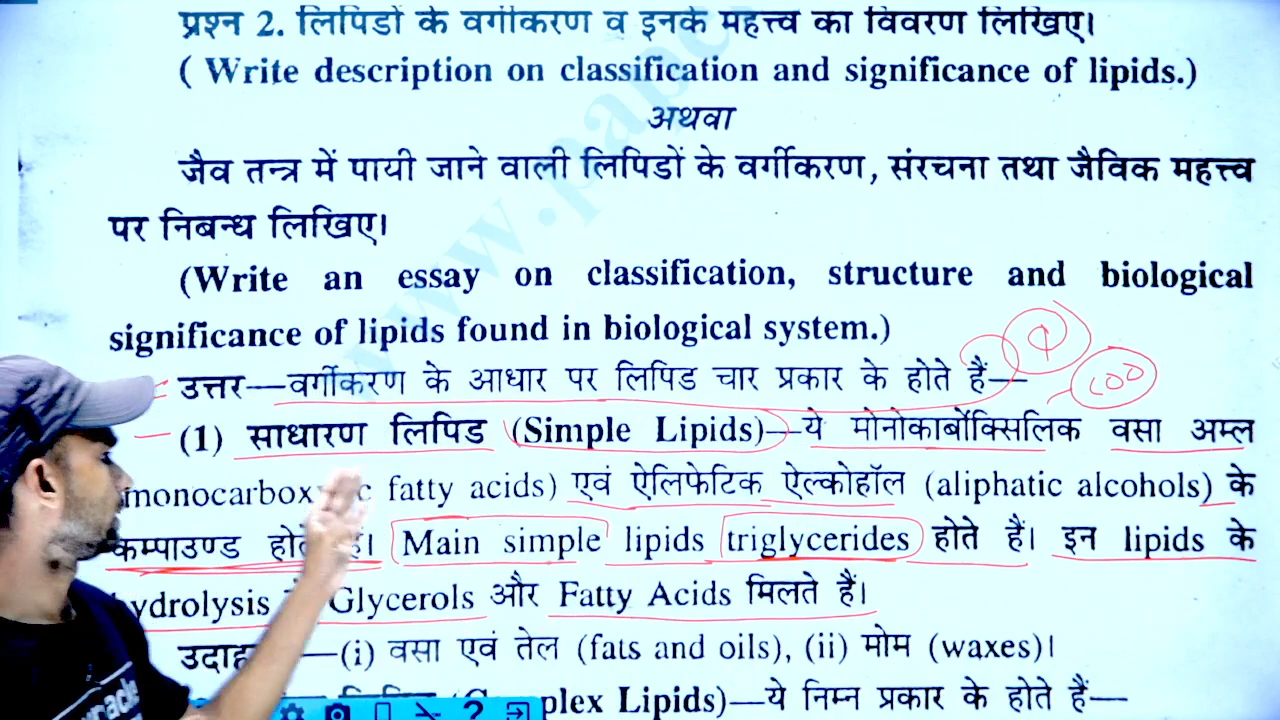 प्रश्न 2. लिपिडों के वर्गीकरण व इनके महत्त्व का विवरण लिखिए।
( Write description on classification and significance of lipids.)
अथवा
जैव तन्त्र में पायी जाने वाली लिपिडों के वर्गीकरण, संरचना तथा जैविक महत्त्व
पर निबन्ध लिखिए।
(Write an essay on classification, structure and biological
significance of lipids found in biological system.)
उत्तर—वर्गीकरण के आधार पर लिपिड चार प्रकार के होते हैं—
100
(1) साधारण लिपिड (Simple Lipids)—ये मोनोकार्बोक्सिलिक वसा अम्ल
fatty acids) एवं ऐलिफेटिक ऐल्कोहॉल (aliphatic alcohols) के
कम्पाउण्ड Main simple lipids triglycerides होते हैं। इन lipids के
Glycerols और Fatty Acids मिलते हैं।
—(i) वसा एवं तेल (fats and oils), (ii) मोम (waxes)।
Lipids)—ये निम्न प्रकार के होते हैं—